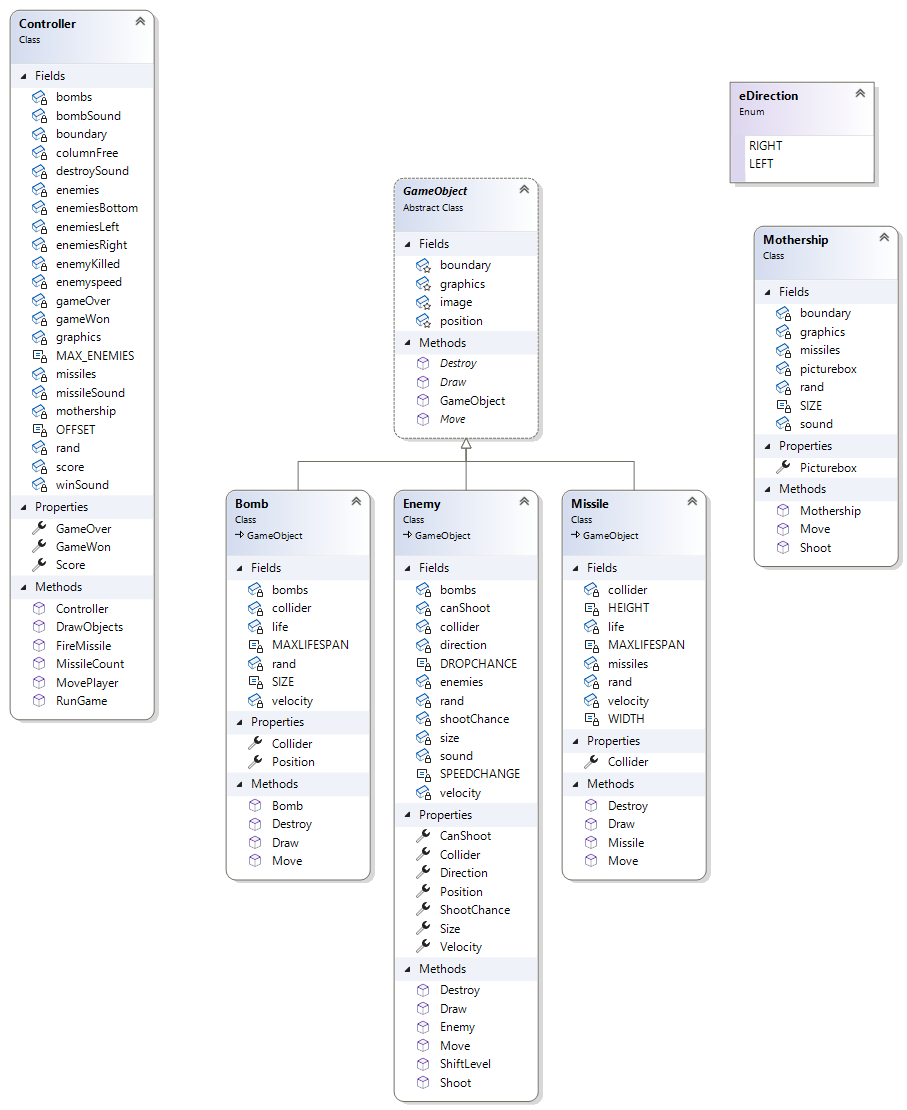 Controller
Class
Fields
bombs
bombSound
boundary
columnFree
destroySound
enemies
enemiesBottom
enemiesLeft
enemiesRight
enemyKilled
enemyspeed
gameOver
gameWon
graphics
MAX_ENEMIES
missiles
missileSound
mothership
OFFSET
rand
score
winSound
Properties
GameOver
GameWon
Score
Methods
Controller
DrawObjects
FireMissile
MissileCount
MovePlayer
RunGame
GameObject
Abstract Class
Fields
boundary
graphics
image
position
Methods
Destroy
Draw
GameObject
Move
Bomb
Class
GameObject
Fields
bombs
collider
life
MAXLIFESPAN
rand
SIZE
velocity
Properties
Collider
Position
Methods
Bomb
Destroy
Draw
Move
Enemy
Class
GameObject
Fields
bombs
canShoot
collider
direction
DROPCHANCE
enemies
rand
shootChance
size
sound
SPEEDCHANGE
velocity
Properties
CanShoot
Collider
Direction
Position
ShootChance
Size
Velocity
Methods
Destroy
Draw
Enemy
Move
ShiftLevel
Shoot
Missile
Class
GameObject
Fields
collider
HEIGHT
life
MAXLIFESPAN
missiles
rand
velocity
WIDTH
Properties
Collider
Methods
Destroy
Draw
Missile
Move
eDirection
Enum
RIGHT
LEFT
Mothership
Class
Fields
boundary
graphics
missiles
picturebox
rand
SIZE
sound
Properties
Picturebox
Methods
Mothership
Move
Shoot